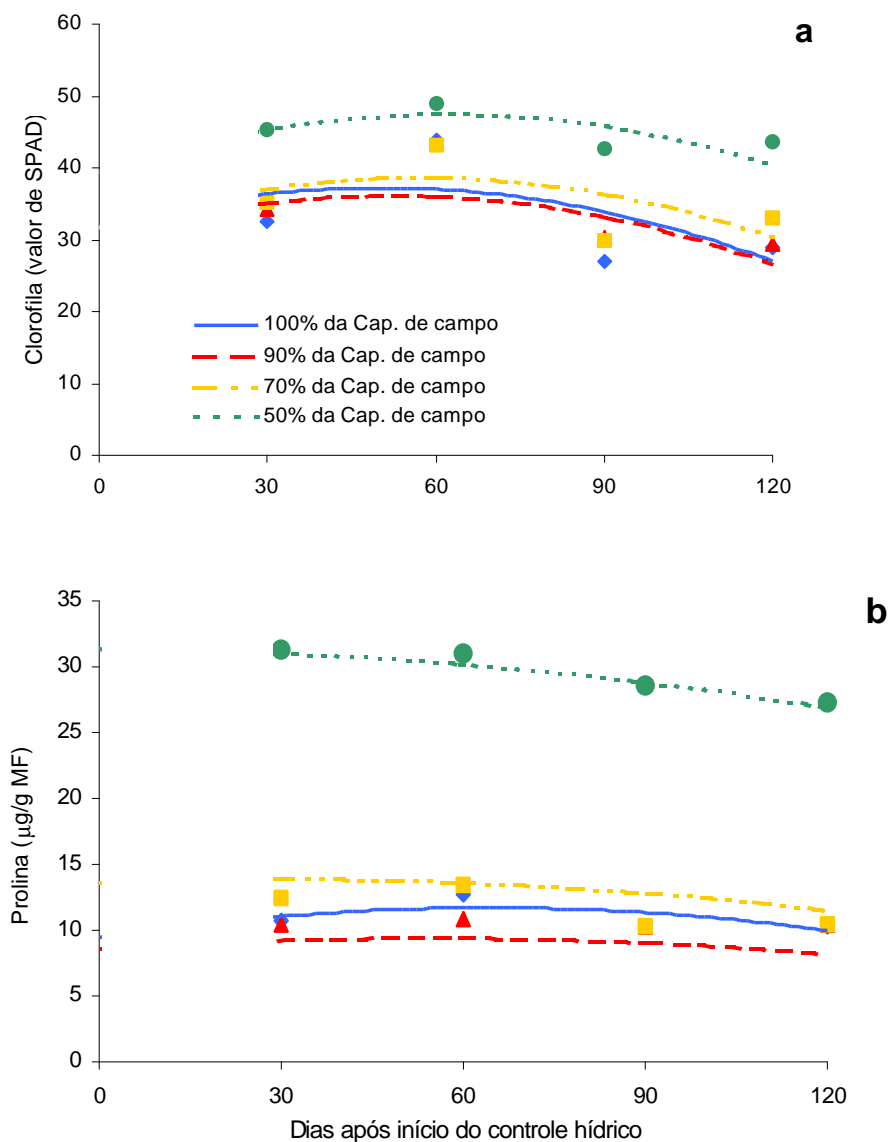 a
60
50
40
30
20
10
0
Clorofila (valor de SPAD)
100% da Cap. de campo
90% da Cap. de campo
70% da Cap. de campo
50% da Cap. de campo
0 30 60 90 120
b
35
30
25
20
15
10
5
0
Prolina (μg/g MF)
0 30 60 90 120
Dias após início do controle hídrico